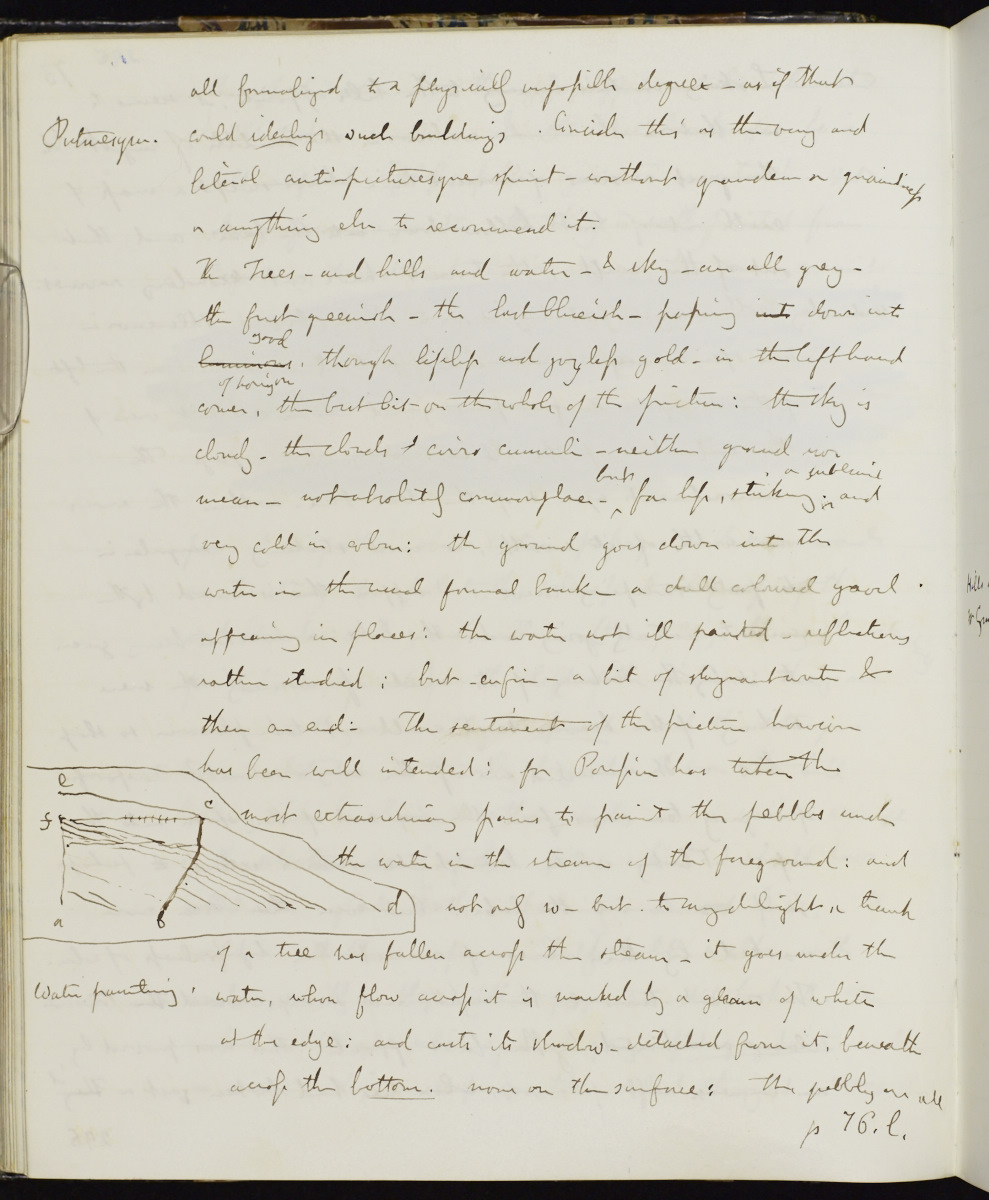 all formalized to a physically impossible degree - as if that
Picturesque. could idealize such buildings. Consider this as the very and
literal anti-picturesque spirit - without grandeur or
or anything else to recommend it.
The Trees - and hills and water - & sky - are all grey -
the first greenish - the last blueish - passing into down into
good
luminous, though lifeless and joyless gold - in the lefthand
of horizon
corner, the best bit on the whole of the picture: the sky is
cloudy - the clouds cirro cumuli - neither grand nor
but or sublime
mean - not absolutely commonplace - far less, striking; and
very cold in colour: the ground goes down into the
water in the usual formal bank - a dull coloured gravel
appearing in places: the water not ill painted - reflections
rather studied; but - enfin - a bit of stagnant water &
then an end: The sentiment of the picture however
has been well intended: for Poussin has taken the
most extraordinary pains to paint the pebbles under
the water in the stream of the foreground: and
not only so - but to my delight, a trunk
of a tree has fallen across the stream - it goes under the
Water painting. water, whose flow across it is marked by a gleam of white
at the edge: and casts its shadow - detached from it, beneath
across the bottom. none on the surface: the pebbles are all
p 76.l.
e
f
c
d
a
b
Hills